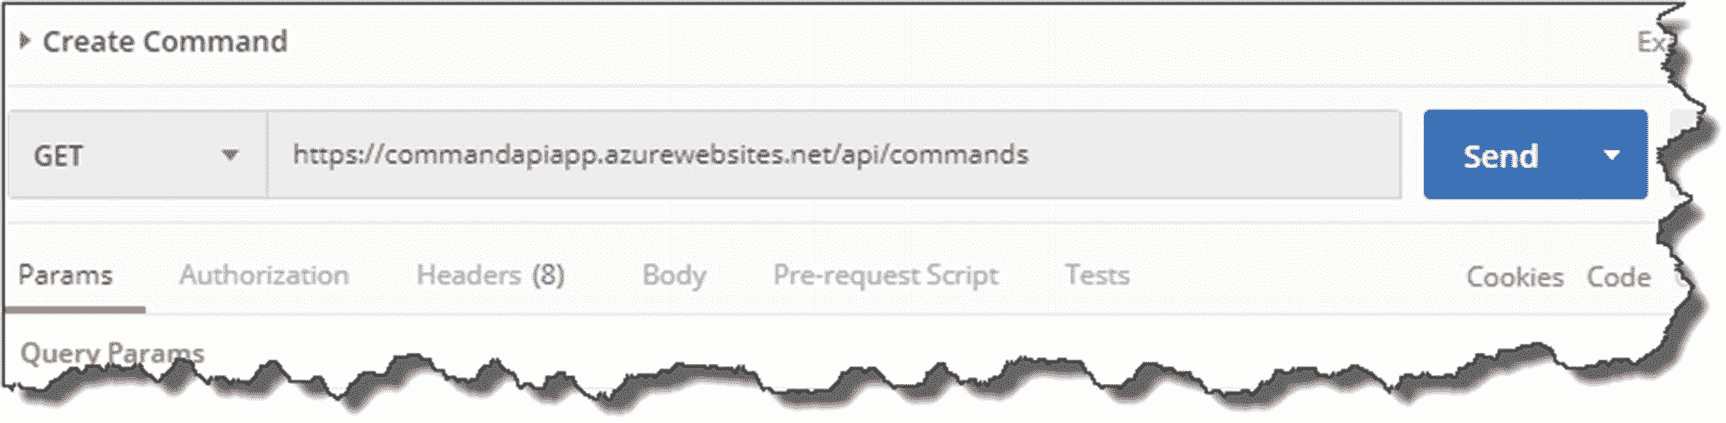 Create Command Ex
GET https://commandapiapp.azurewebsites.net/api/commands Send
Params Authorization Headers (8) Body Pre-request Script Tests Cookies Code
Query Params